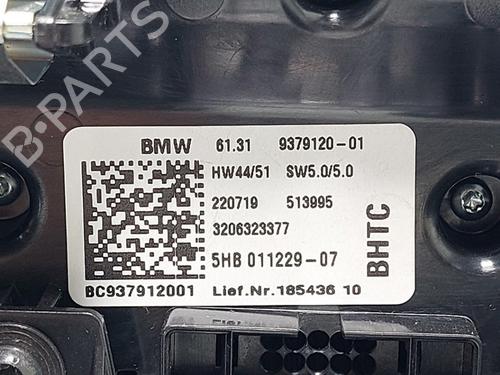 B-PARTS
BMW 61.31 9379120-01
HW44/51 SW5.0/5.0
220719 513995
3206323377
5HB 011229-07
BHTC
BC937912001 Lief.Nr.185436 10